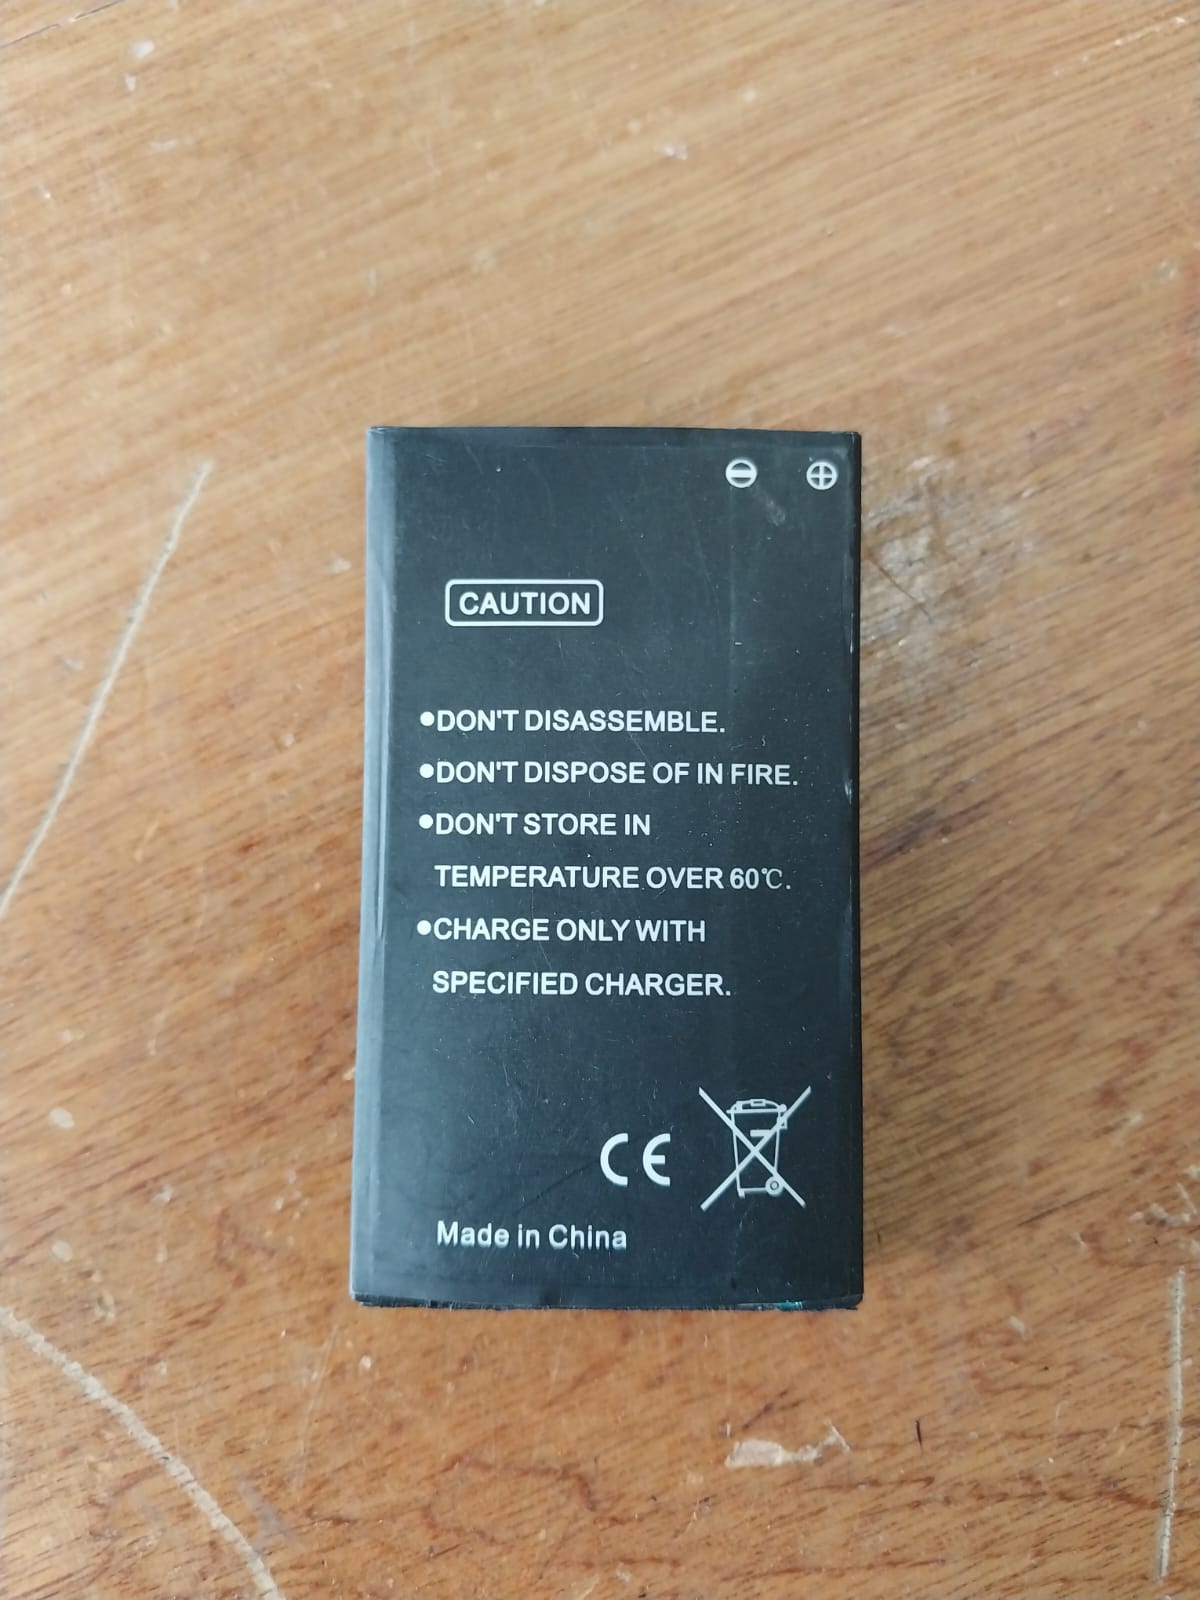 ⊖ ⊕
CAUTION
●DON'T DISASSEMBLE.
●DON'T DISPOSE OF IN FIRE.
●DON'T STORE IN
TEMPERATURE OVER 60℃.
●CHARGE ONLY WITH
SPECIFIED CHARGER.
CE
Made in China